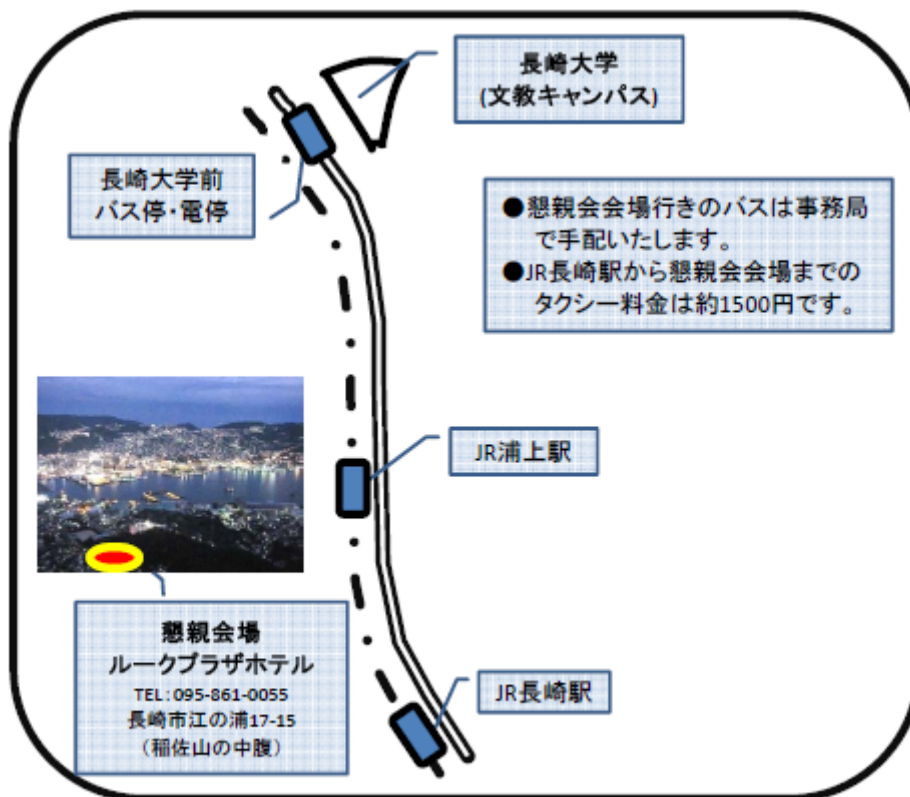 長崎大学
(文教キャンパス)
長崎大学前
バス停・電停
●懇親会会場行きのバスは事務局
で手配いたします。
●JR長崎駅から懇親会会場までの
タクシー料金は約1500円です。
JR浦上駅
懇親会場
ルークプラザホテル
TEL:095-861-0055
長崎市江の浦17-15
(稲佐山の中腹)
JR長崎駅